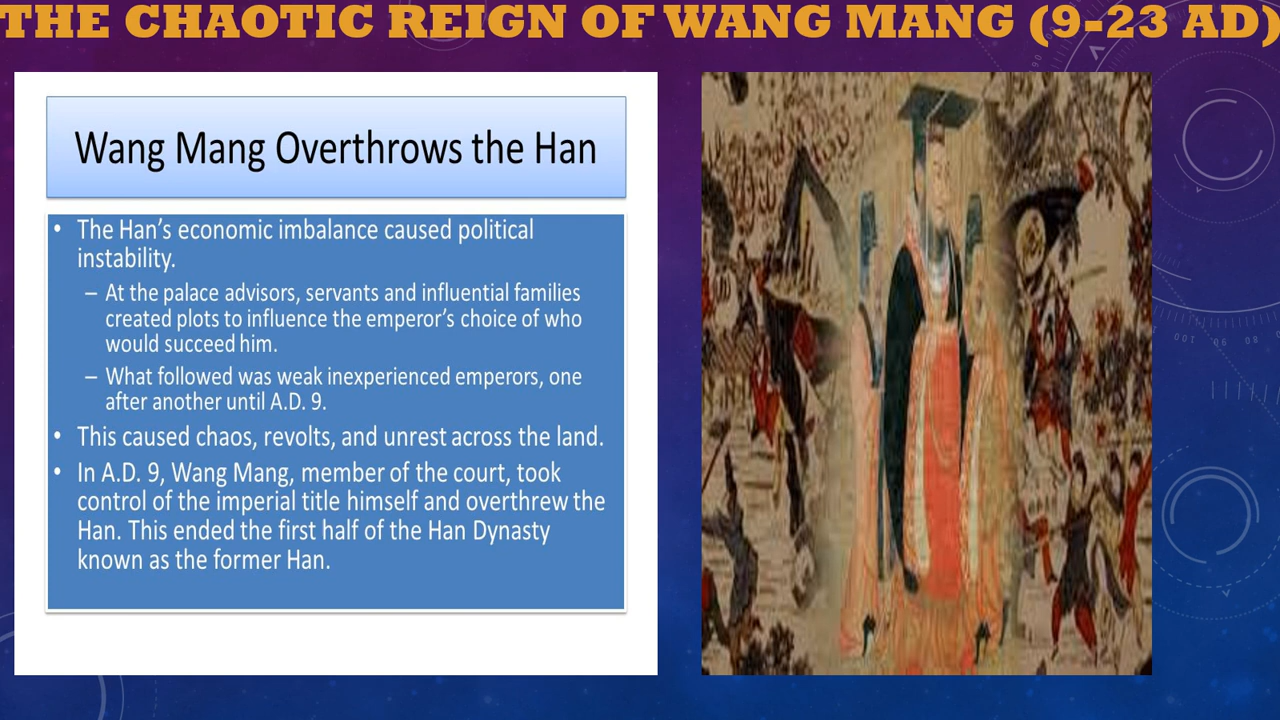 THE CHAOTIC REIGN OF WANG MANG (9-23 AD)
Wang Mang Overthrows the Han
• The Han's economic imbalance caused political
instability.
– At the palace advisors, servants and influential families
created plots to influence the emperor's choice of who
would succeed him.
– What followed was weak inexperienced emperors, one
after another until A.D. 9.
• This caused chaos, revolts, and unrest across the land.
• In A.D. 9, Wang Mang, member of the court, took
control of the imperial title himself and overthrew the
Han. This ended the first half of the Han Dynasty
known as the former Han.